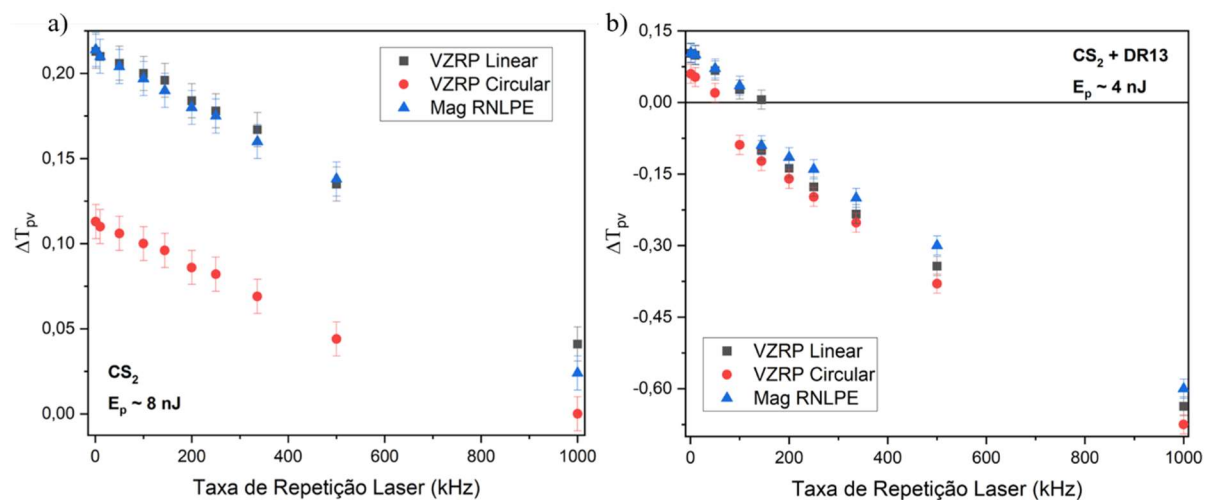 a)
0,20
0,15
0,10
0,05
0,00
ΔTpv
VZRP Linear
VZRP Circular
Mag RNLPE
CS₂
Eₚ ~ 8 nJ
0 200 400 600 800 1000
Taxa de Repetição Laser (kHz)
b)
0,15
0,00
-0,15
-0,30
-0,45
-0,60
ΔTpv
CS₂ + DR13
Eₚ ~ 4 nJ
VZRP Linear
VZRP Circular
Mag RNLPE
0 200 400 600 800 1000
Taxa de Repetição Laser (kHz)